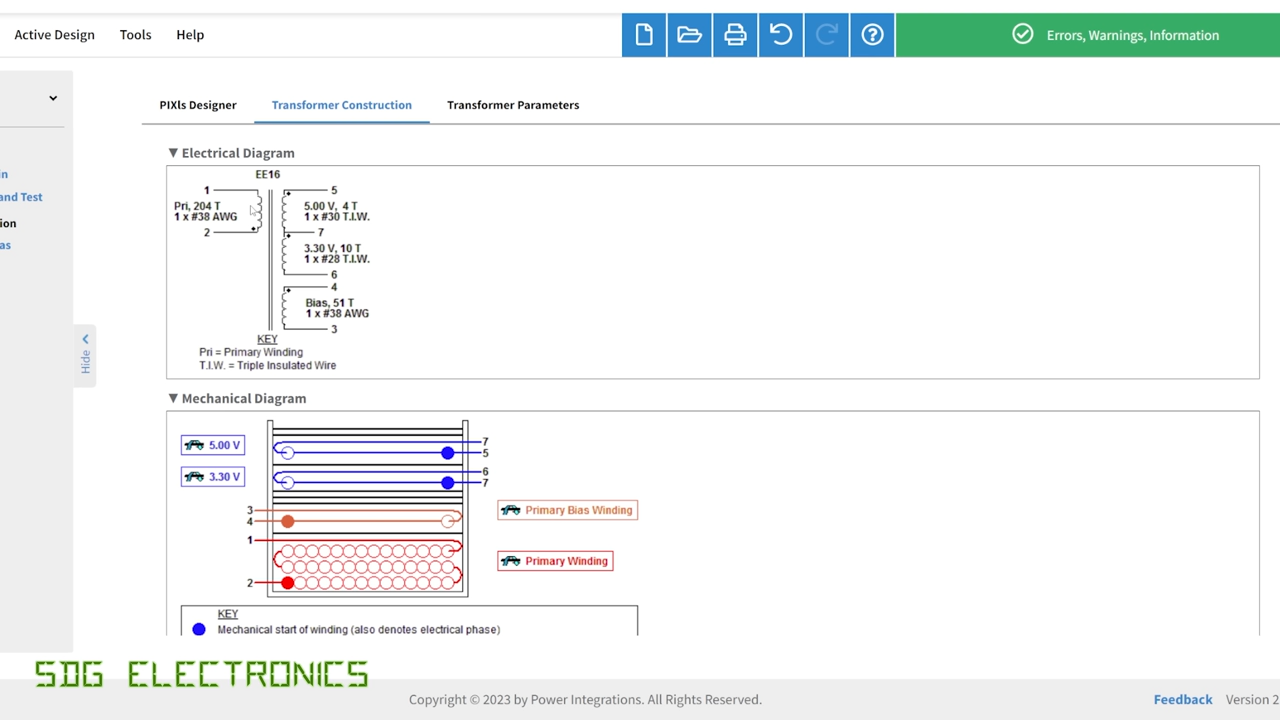 Active Design
Tools
Help
Errors, Warnings, Information
in
and Test
ion
as
Hide
PIXls Designer
Transformer Construction
Transformer Parameters
▼ Electrical Diagram
EE16
1
Pri, 204 T
1 x #38 AWG
2
5
5.00 V, 4 T
1 x #30 T.I.W.
7
3.30 V, 10 T
1 x #28 T.I.W.
6
4
Bias, 51 T
1 x #38 AWG
3
KEY
Pri = Primary Winding
T.I.W. = Triple Insulated Wire
▼ Mechanical Diagram
5.00 V
7
5
3.30 V
6
7
3
4
Primary Bias Winding
1
Primary Winding
2
KEY
Mechanical start of winding (also denotes electrical phase)
SDG ELECTRONICS
Copyright © 2023 by Power Integrations. All Rights Reserved.
Feedback
Version 2